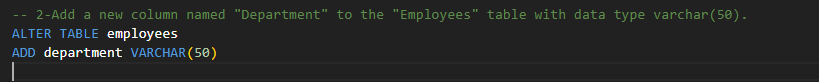 -- 2-Add a new column named "Department" to the "Employees" table with data type varchar(50).
ALTER TABLE employees
ADD department VARCHAR(50)